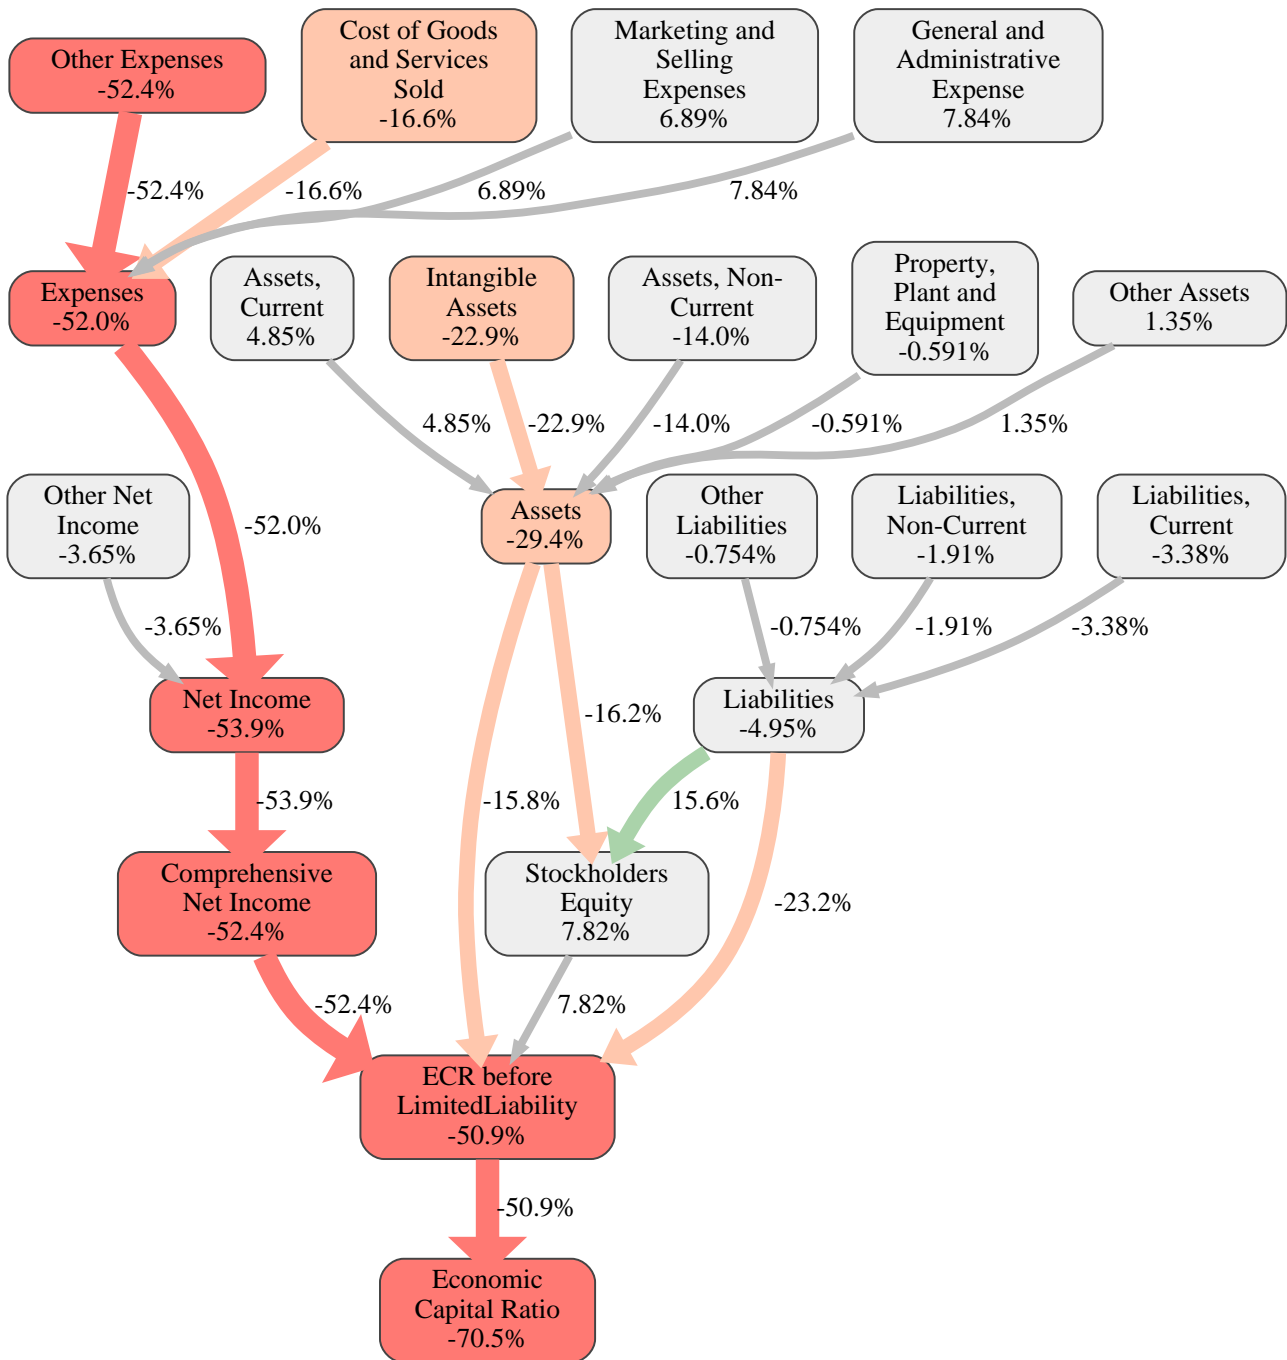 Other Expenses
-52.4%
Cost of Goods
and Services
Sold
-16.6%
Marketing and
Selling
Expenses
6.89%
General and
Administrative
Expense
7.84%
-52.4%
-16.6%
6.89%
7.84%
Expenses
-52.0%
Assets,
Current
4.85%
Intangible
Assets
-22.9%
Assets, Non-
Current
-14.0%
Property,
Plant and
Equipment
-0.591%
Other Assets
1.35%
4.85%
-22.9%
-14.0%
-0.591%
1.35%
Other Net
Income
-3.65%
-52.0%
Assets
-29.4%
Other
Liabilities
-0.754%
Liabilities,
Non-Current
-1.91%
Liabilities,
Current
-3.38%
-3.65%
-0.754%
-1.91%
-3.38%
Net Income
-53.9%
-16.2%
Liabilities
-4.95%
-53.9%
-15.8%
15.6%
Comprehensive
Net Income
-52.4%
Stockholders
Equity
7.82%
-23.2%
-52.4%
7.82%
ECR before
LimitedLiability
-50.9%
-50.9%
Economic
Capital Ratio
-70.5%